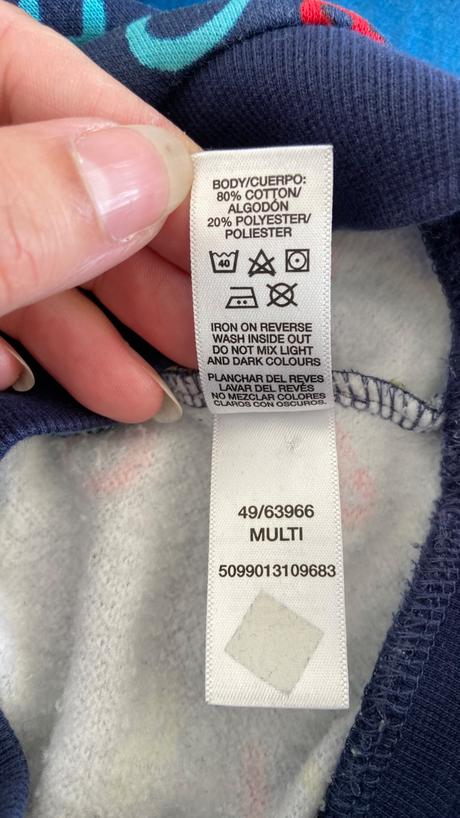 BODY/CUERPO:
80% COTTON/
ALGODÓN
20% POLYESTER/
POLIESTER
40
IRON ON REVERSE
WASH INSIDE OUT
DO NOT MIX LIGHT
AND DARK COLOURS
PLANCHAR DEL REVES
LAVAR DEL REVÉS
NO MEZCLAR COLORES
CLAROS CON OSCUROS.
49/63966
MULTI
5099013109683